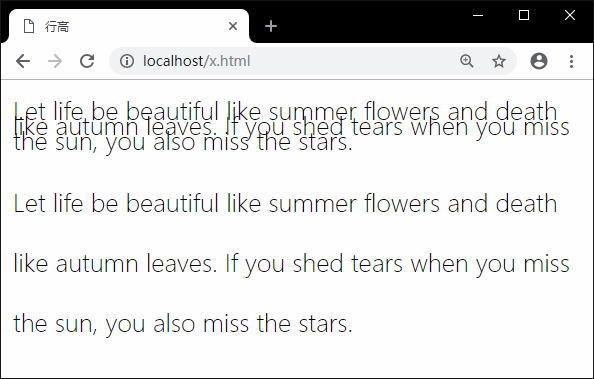 行高
localhost/x.html
Let life be beautiful like summer flowers and death
like autumn leaves. If you shed tears when you miss
the sun, you also miss the stars.
Let life be beautiful like summer flowers and death
like autumn leaves. If you shed tears when you miss
the sun, you also miss the stars.